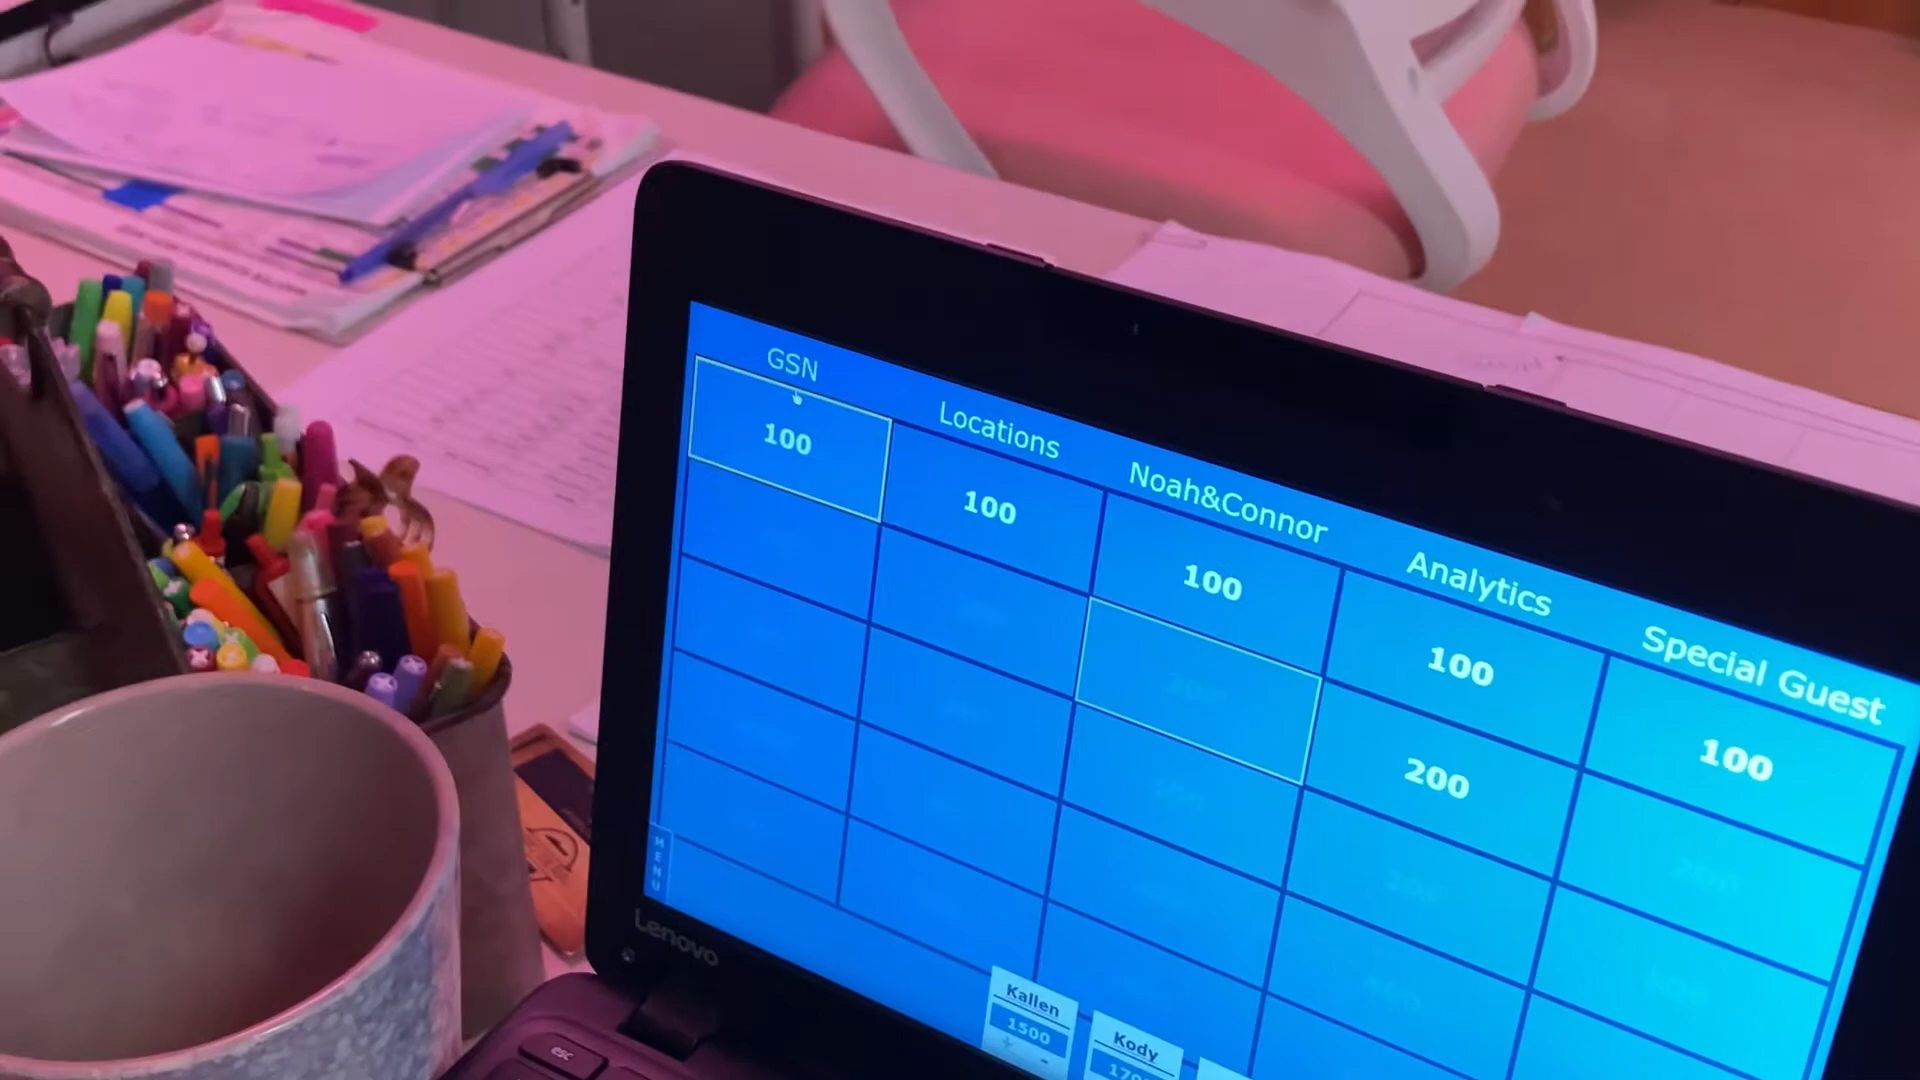 GSN
Locations
Noah&Connor
Analytics
Special Guest
100
100
100
100
100
200
MENU
Lenovo
Kallen
1500
+ -
Kody
esc